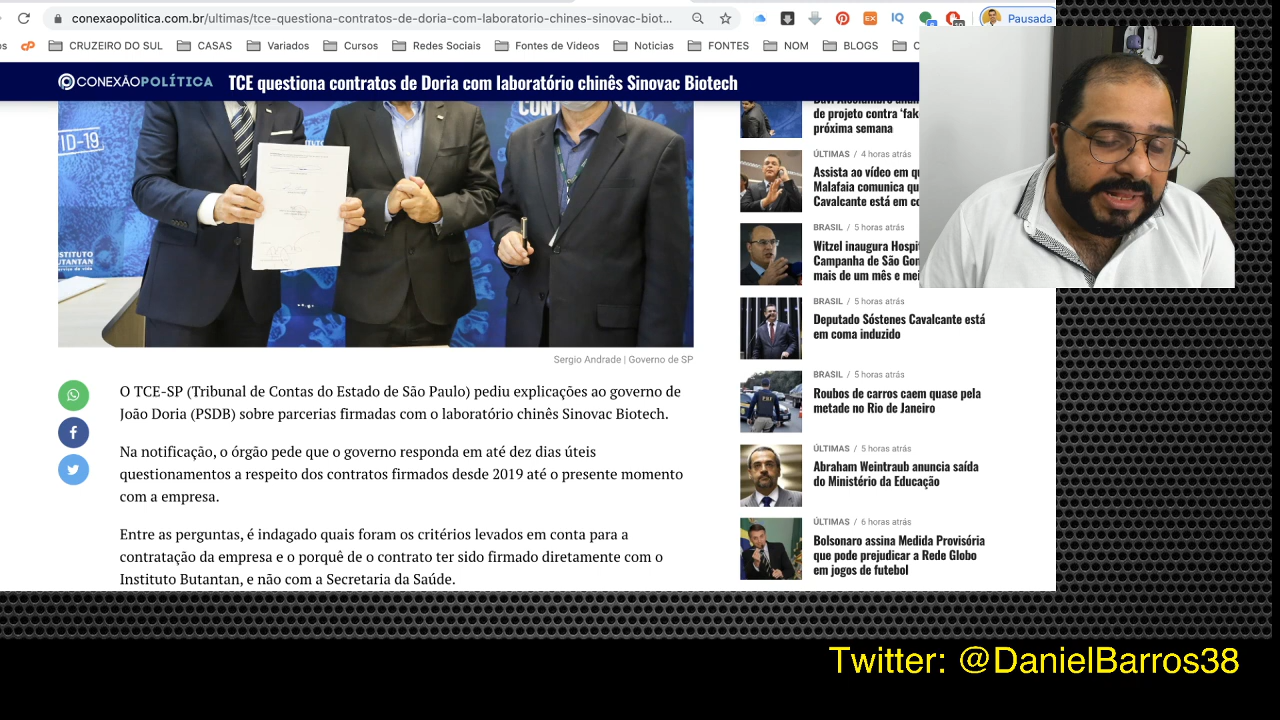 conexaopolitica.com.br/ultimas/tce-questiona-contratos-de-doria-com-laboratorio-chines-sinovac-biot...
EX
IQ
Pausada
os
CRUZEIRO DO SUL
CASAS
Variados
Cursos
Redes Sociais
Fontes de Videos
Noticias
FONTES
NOM
BLOGS
CONEXÃOPOLÍTICA
TCE questiona contratos de Doria com laboratório chinês Sinovac Biotech
ID-19
STITUTO
BUTANTAN
Sergio Andrade | Governo de SP
O TCE-SP (Tribunal de Contas do Estado de São Paulo) pediu explicações ao governo de
João Doria (PSDB) sobre parcerias firmadas com o laboratório chinês Sinovac Biotech.
Na notificação, o órgão pede que o governo responda em até dez dias úteis
questionamentos a respeito dos contratos firmados desde 2019 até o presente momento
com a empresa.
Entre as perguntas, é indagado quais foram os critérios levados em conta para a
contratação da empresa e o porquê de o contrato ter sido firmado diretamente com o
Instituto Butantan, e não com a Secretaria da Saúde.
de projeto contra ‘fak
próxima semana
ÚLTIMAS / 4 horas atrás
Assista ao vídeo em qu
Malafaia comunica qu
Cavalcante está em co
BRASIL / 5 horas atrás
Witzel inaugura Hospi
Campanha de São Gon
mais de um mês e mei
BRASIL / 5 horas atrás
Deputado Sóstenes Cavalcante está
em coma induzido
BRASIL / 5 horas atrás
Roubos de carros caem quase pela
metade no Rio de Janeiro
ÚLTIMAS / 5 horas atrás
Abraham Weintraub anuncia saída
do Ministério da Educação
ÚLTIMAS / 6 horas atrás
Bolsonaro assina Medida Provisória
que pode prejudicar a Rede Globo
em jogos de futebol
Twitter: @DanielBarros38